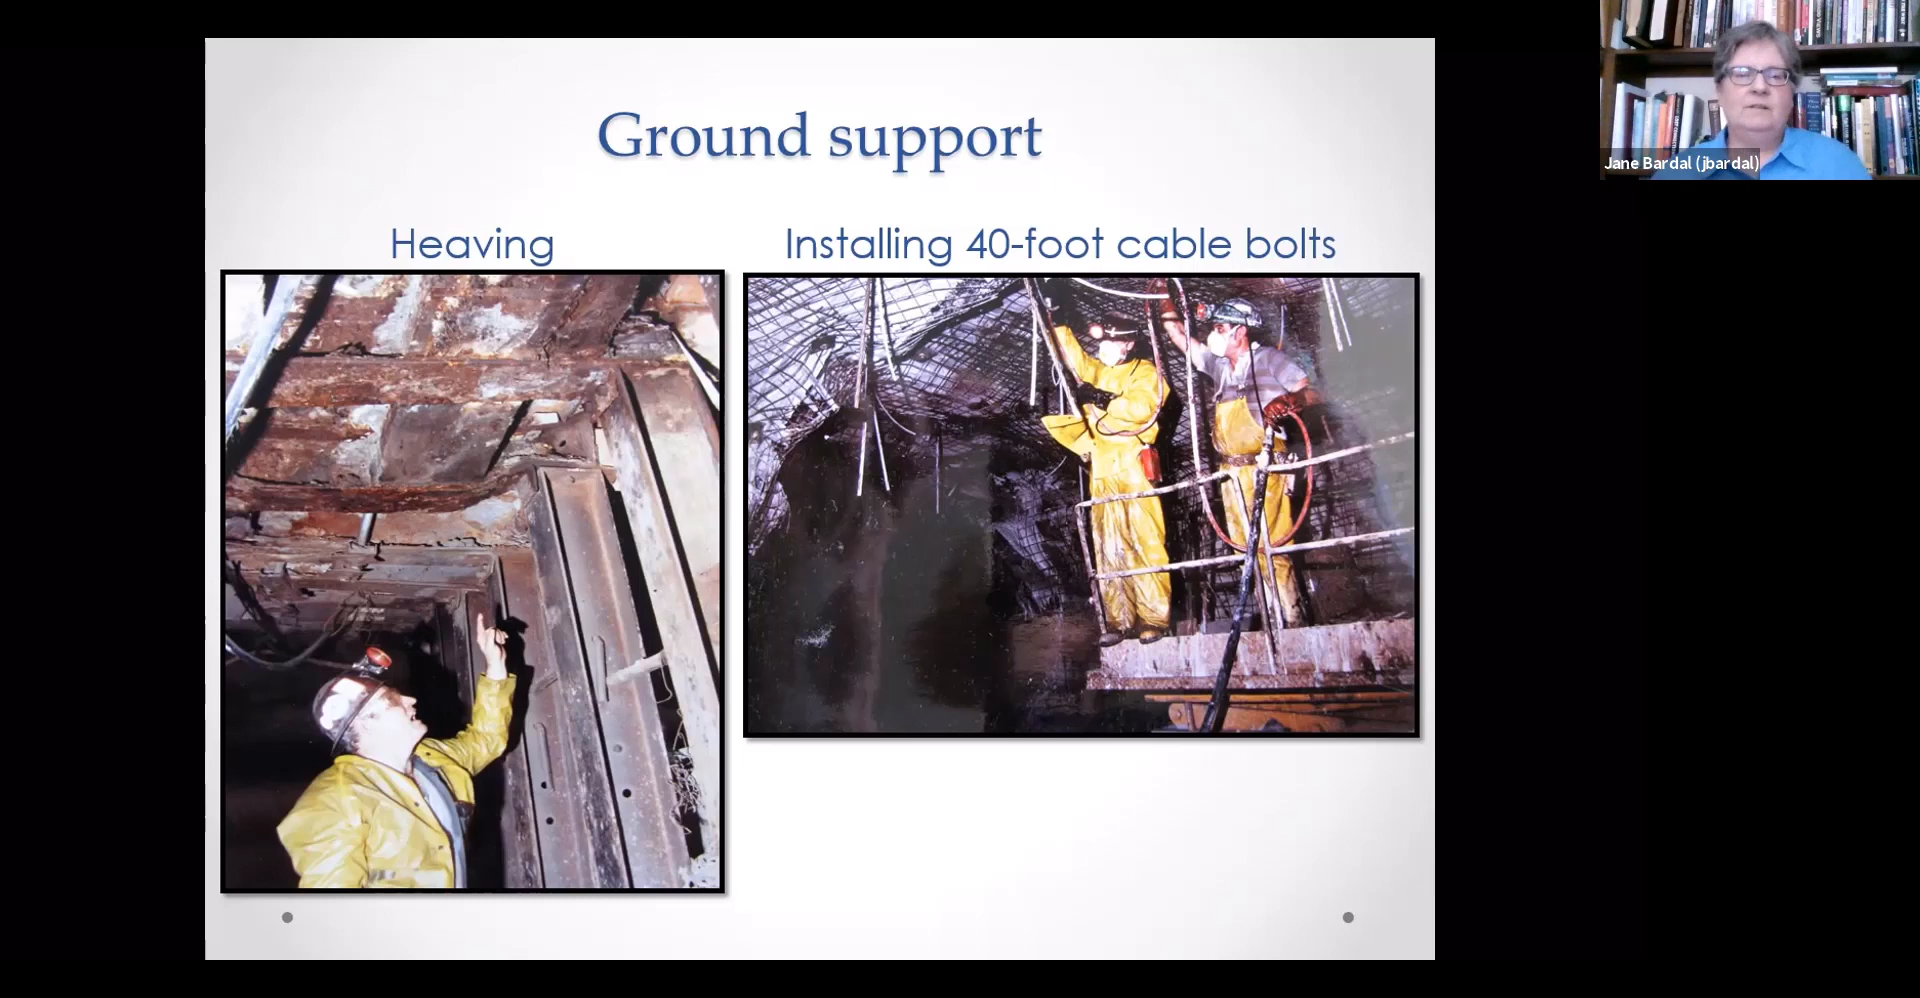 Ground support
Heaving
Installing 40-foot cable bolts
Jane Bardal (jbardal)